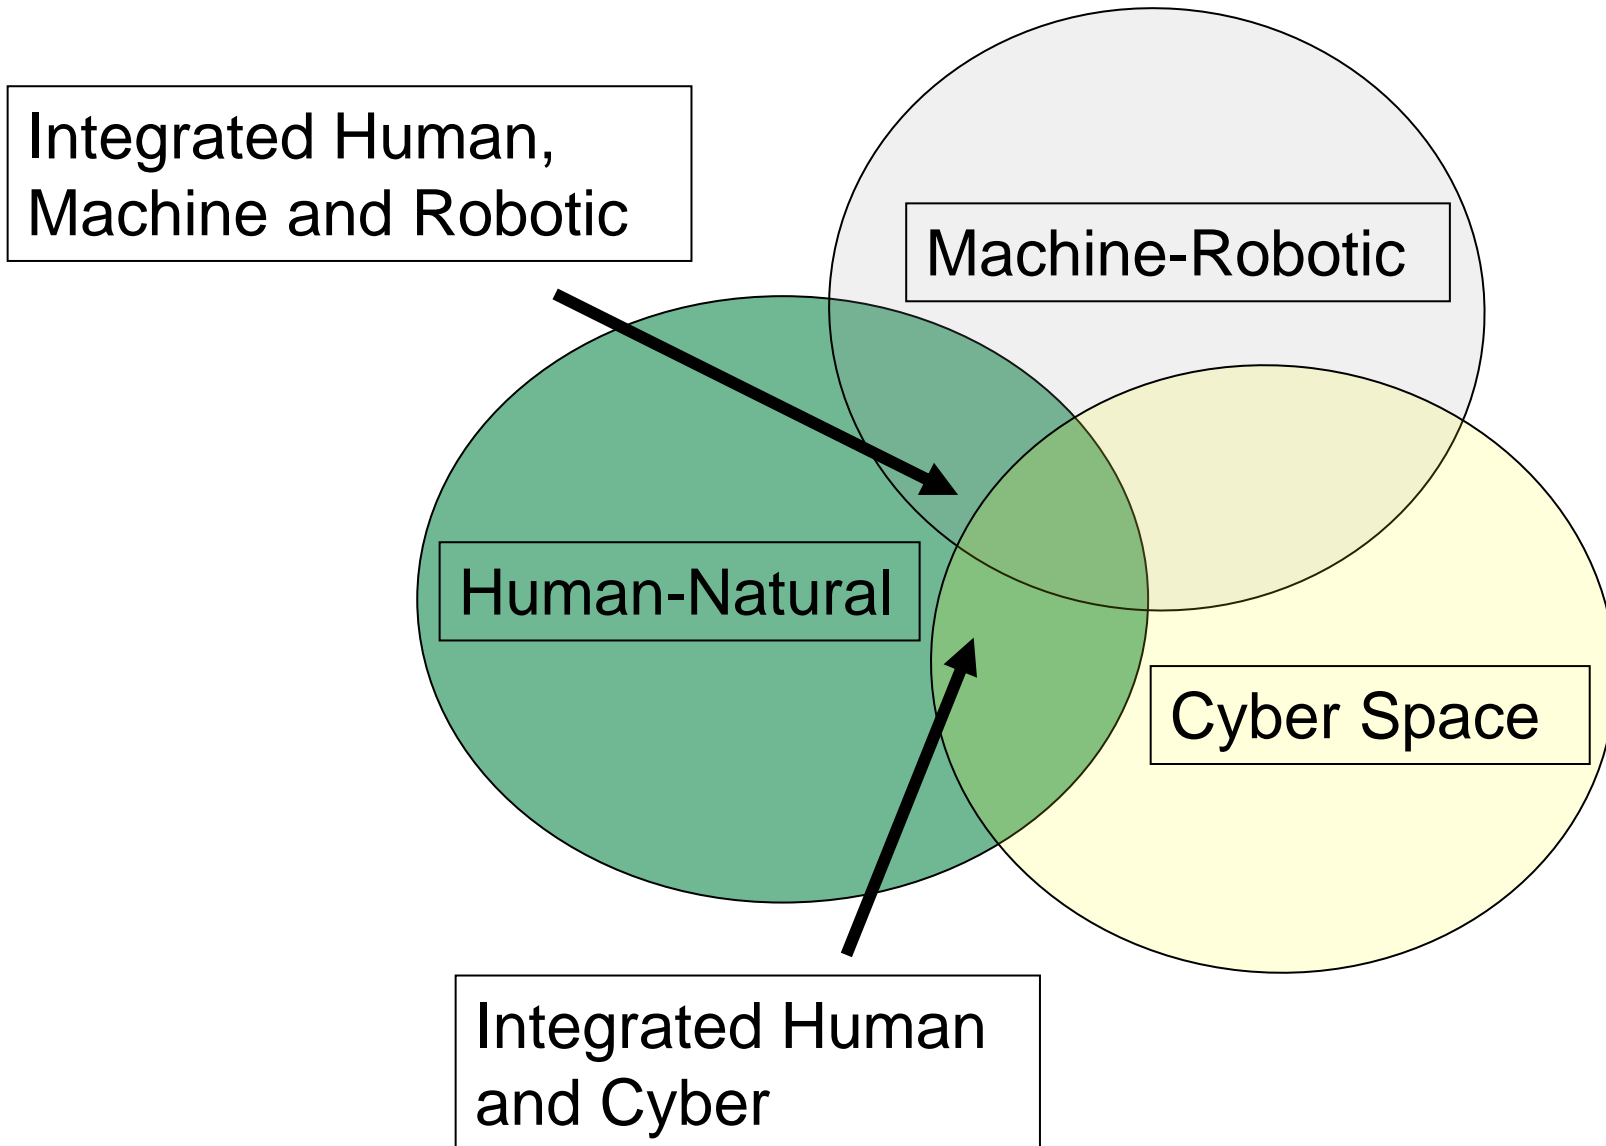 Integrated Human,
Machine and Robotic
Machine-Robotic
Human-Natural
Cyber Space
Integrated Human
and Cyber